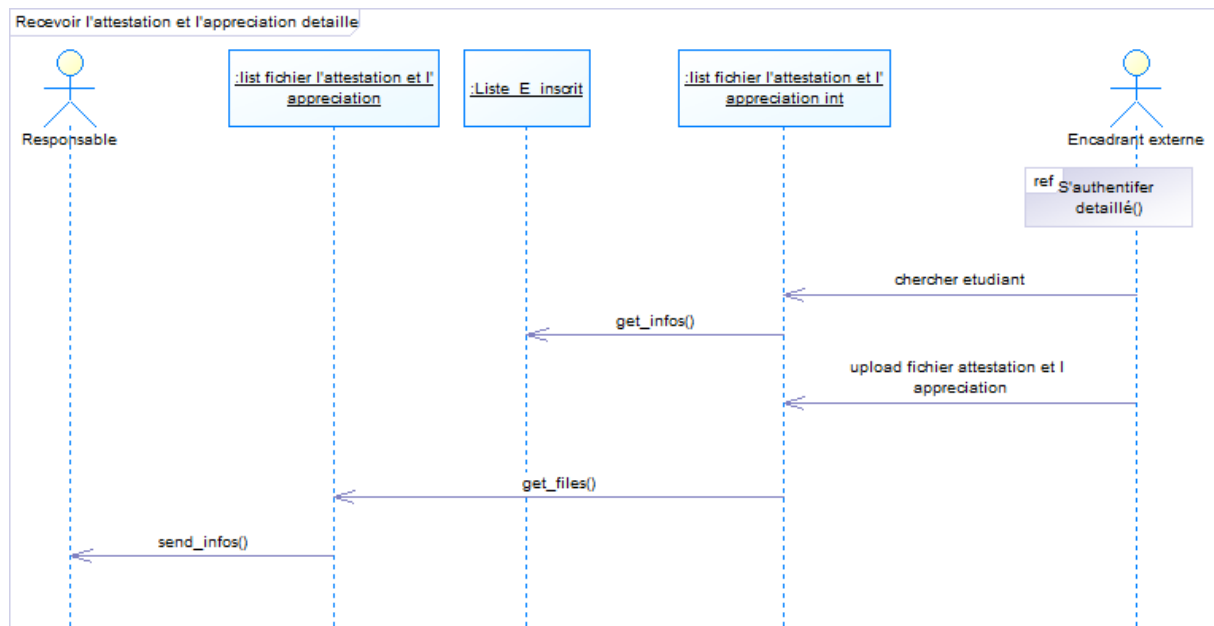 Recevoir l'attestation et l'appreciation detaille
:list fichier l'attestation et l'
appreciation
:Liste_E_inscrit
:list fichier l'attestation et l'
appreciation int
Responsable
Encadrant externe
ref
S'authentifer
detaillé()
chercher etudiant
get_infos()
upload fichier attestation et l
appreciation
get_files()
send_infos()